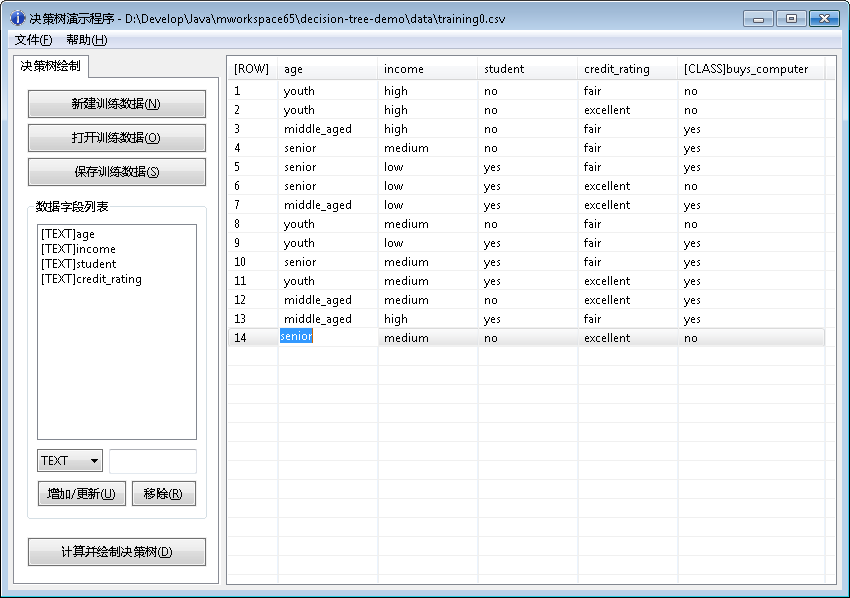 决策树演示程序 - D:\Develop\Java\mworkspace65\decision-tree-demo\data\training0.csv
文件(F) 帮助(H)
决策树绘制
新建训练数据(N)
打开训练数据(O)
保存训练数据(S)
数据字段列表
[TEXT]age
[TEXT]income
[TEXT]student
[TEXT]credit_rating
TEXT
增加/更新(U) 移除(R)
计算并绘制决策树(D)
[ROW] age income student credit_rating [CLASS]buys_computer
1 youth high no fair no
2 youth high no excellent no
3 middle_aged high no fair yes
4 senior medium no fair yes
5 senior low yes fair yes
6 senior low yes excellent no
7 middle_aged low yes excellent yes
8 youth medium no fair no
9 youth low yes fair yes
10 senior medium yes fair yes
11 youth medium yes excellent yes
12 middle_aged medium no excellent yes
13 middle_aged high yes fair yes
14 senior medium no excellent no